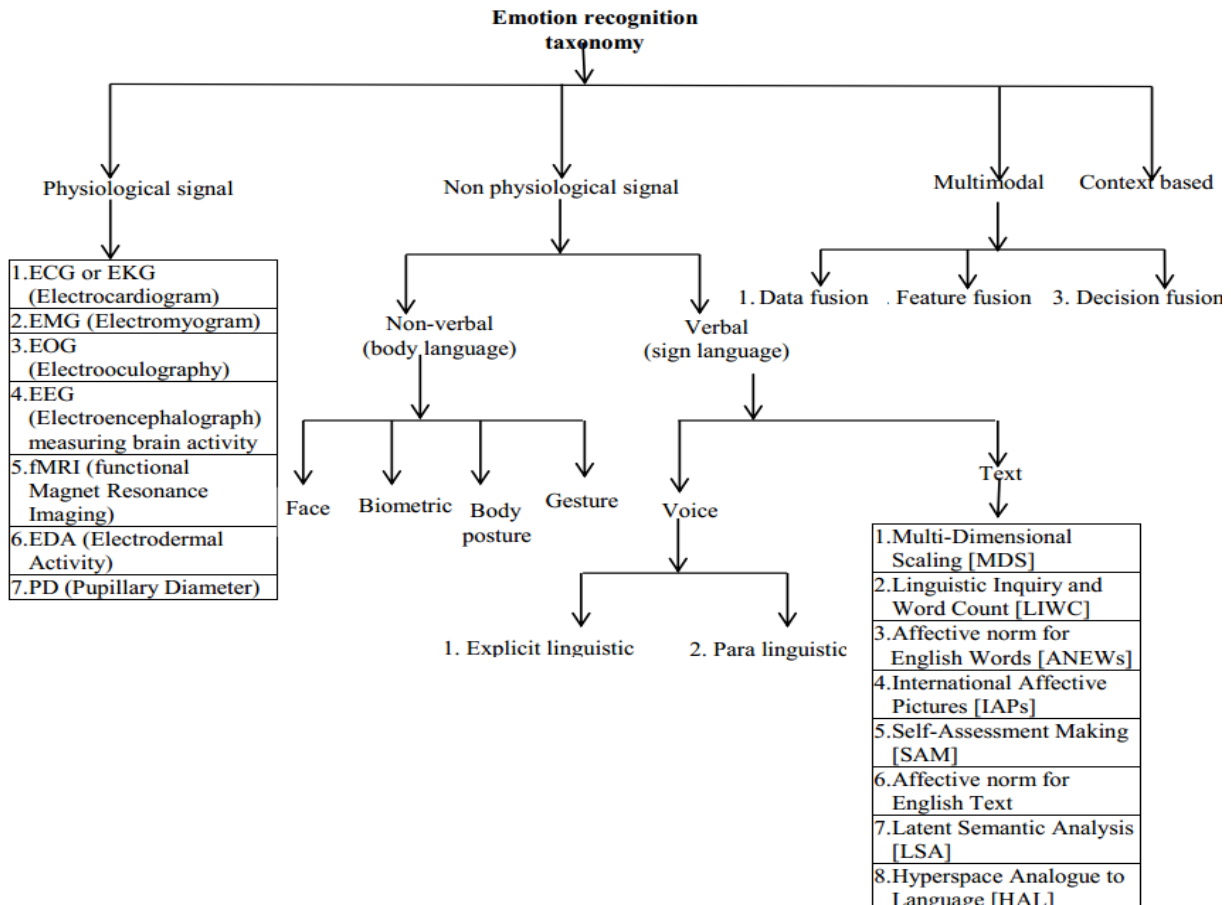 Emotion recognition
taxonomy
Physiological signal
Non physiological signal
Multimodal
Context based
1.ECG or EKG
(Electrocardiogram)
2.EMG (Electromyogram)
3.EOG
(Electrooculography)
4.EEG
(Electroencephalograph)
measuring brain activity
5.fMRI (functional
Magnet Resonance
Imaging)
6.EDA (Electrodermal
Activity)
7.PD (Pupillary Diameter)
Non-verbal
(body language)
Verbal
(sign language)
1. Data fusion
. Feature fusion
3. Decision fusion
Face
Biometric
Body
posture
Gesture
Voice
Text
1. Explicit linguistic
2. Para linguistic
1.Multi-Dimensional
Scaling [MDS]
2.Linguistic Inquiry and
Word Count [LIWC]
3.Affective norm for
English Words [ANEWs]
4.International Affective
Pictures [IAPs]
5.Self-Assessment Making
[SAM]
6.Affective norm for
English Text
7.Latent Semantic Analysis
[LSA]
8.Hyperspace Analogue to
Language [HAL]